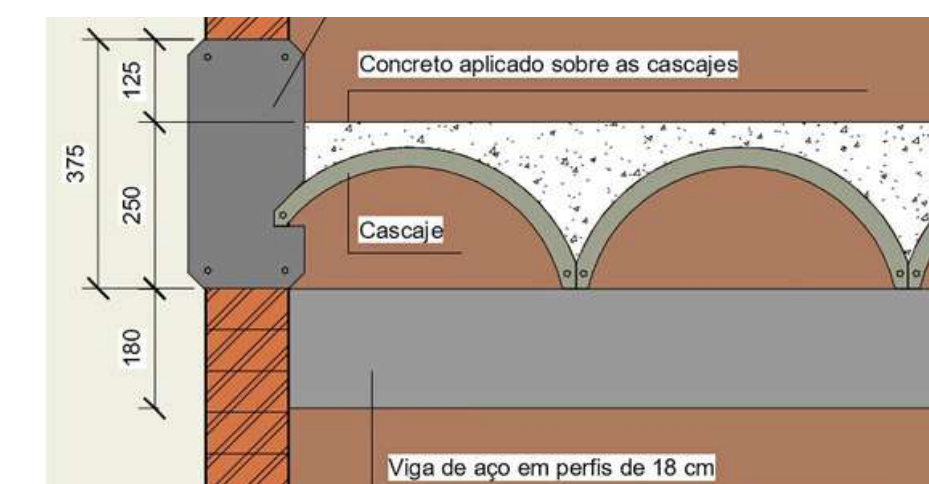 Concreto aplicado sobre as cascajes
125
375
250
Cascaje
180
Viga de aço em perfis de 18 cm